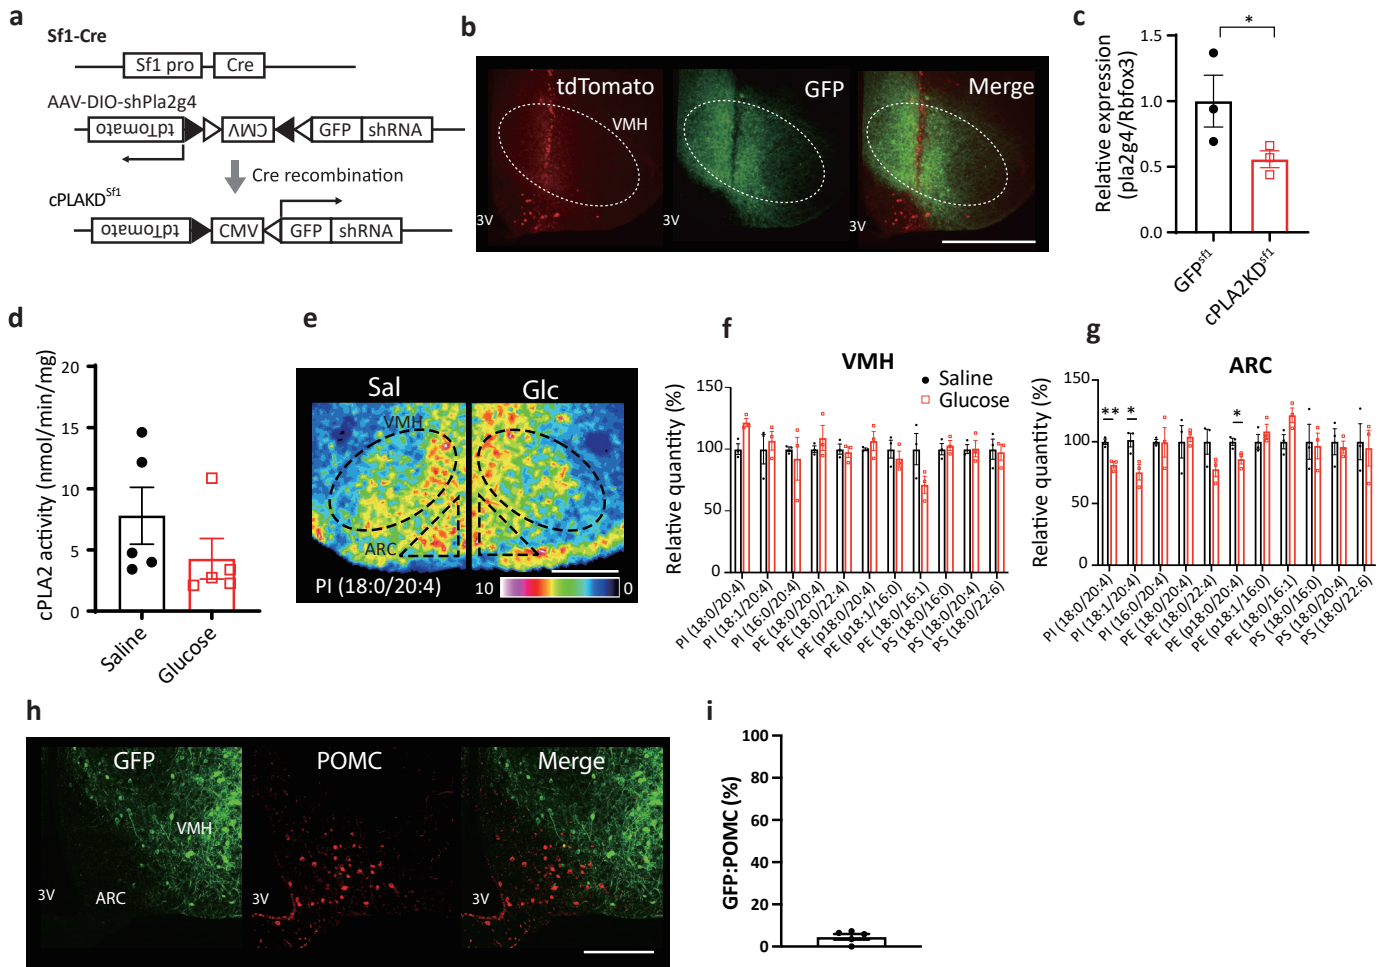 a
Sf1-Cre
Sf1 pro
Cre
AAV-DIO-shPla2g4
tdTomato
CMV
GFP
shRNA
Cre recombination
cPLAKD^Sf1
tdTomato
CMV
GFP
shRNA
b
tdTomato
GFP
Merge
VMH
3V
3V
3V
c
*
Relative expression
(pla2g4/Rbfox3)
1.5
1.0
0.5
0.0
GFP^sf1
cPLA2KD^sf1
d
cPLA2 activity (nmol/min/mg)
20
15
10
5
0
Saline
Glucose
e
Sal
Glc
VMH
ARC
PI (18:0/20:4)
10
0
f
VMH
Saline
Glucose
Relative quantity (%)
150
100
50
0
PI (18:0/20:4)
PI (18:1/20:4)
PI (16:0/20:4)
PE (18:0/20:4)
PE (18:0/22:4)
PE (p18:0/20:4)
PE (p18:1/16:0)
PE (18:0/16:1)
PS (18:0/16:0)
PS (18:0/20:4)
PS (18:0/22:6)
g
ARC
Relative quantity (%)
150
100
50
0
**
*
*
PI (18:0/20:4)
PI (18:1/20:4)
PI (16:0/20:4)
PE (18:0/20:4)
PE (18:0/22:4)
PE (p18:0/20:4)
PE (p18:1/16:0)
PE (18:0/16:1)
PS (18:0/16:0)
PS (18:0/20:4)
PS (18:0/22:6)
h
GFP
POMC
Merge
VMH
ARC
3V
3V
3V
i
GFP:POMC (%)
100
80
60
40
20
0